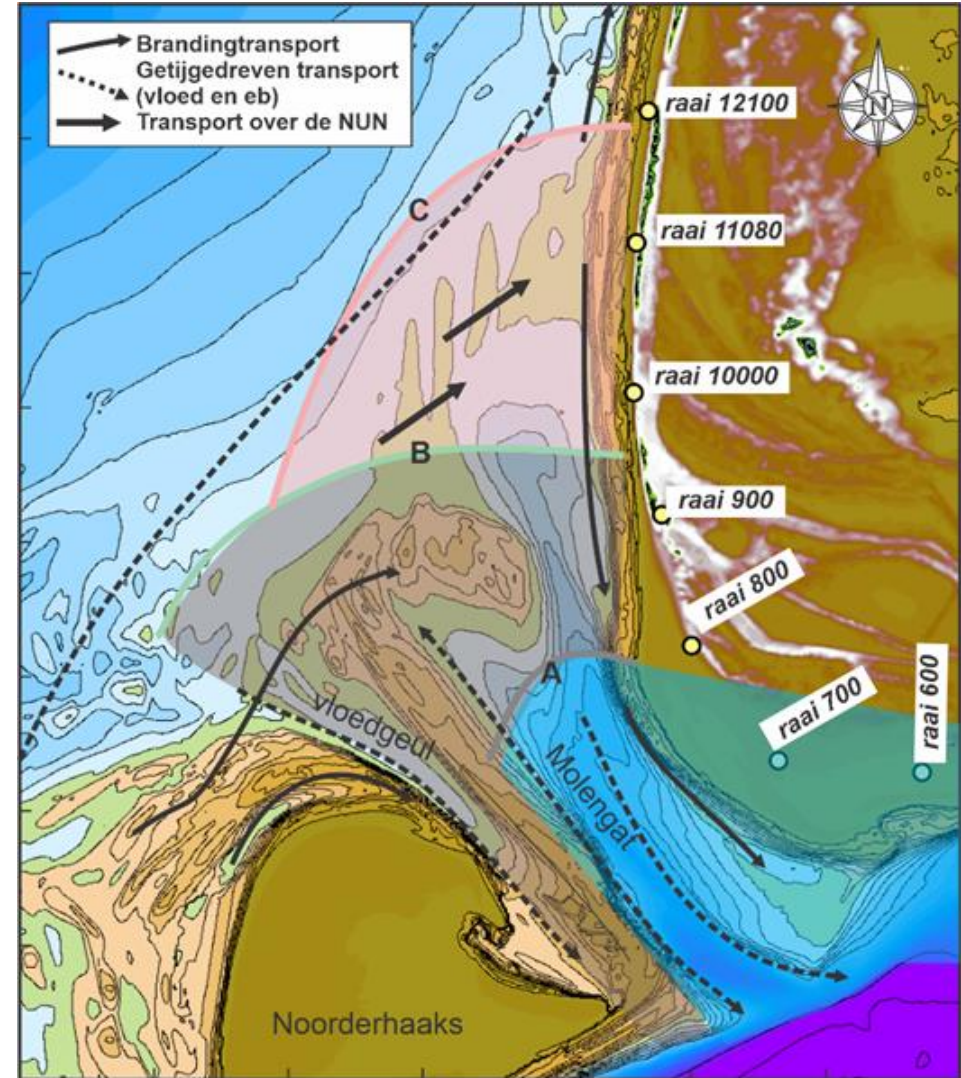 Brandingtransport
Getijgedreven transport
(vloed en eb)
Transport over de NUN
N
raai 12100
raai 11080
C
raai 10000
B
raai 900
raai 800
A
raai 700
raai 600
vloedgeul
Molengat
Noorderhaaks